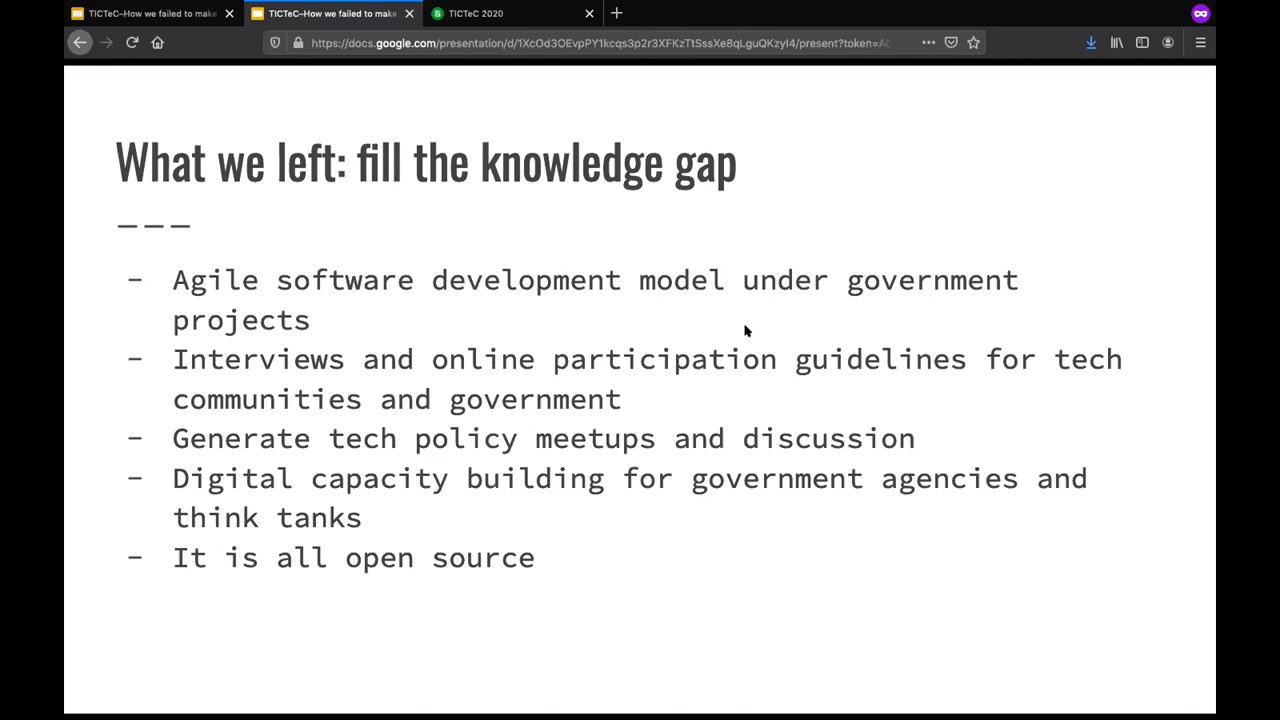 TICTeC–How we failed to make
TICTeC–How we failed to make
TICTeC 2020
https://docs.google.com/presentation/d/1XcOd3OEvpPY1kcqs3p2r3XFKzTtSssXe8qLguQKzyI4/present?token=AC
What we left: fill the knowledge gap
– Agile software development model under government
projects
– Interviews and online participation guidelines for tech
communities and government
– Generate tech policy meetups and discussion
– Digital capacity building for government agencies and
think tanks
– It is all open source